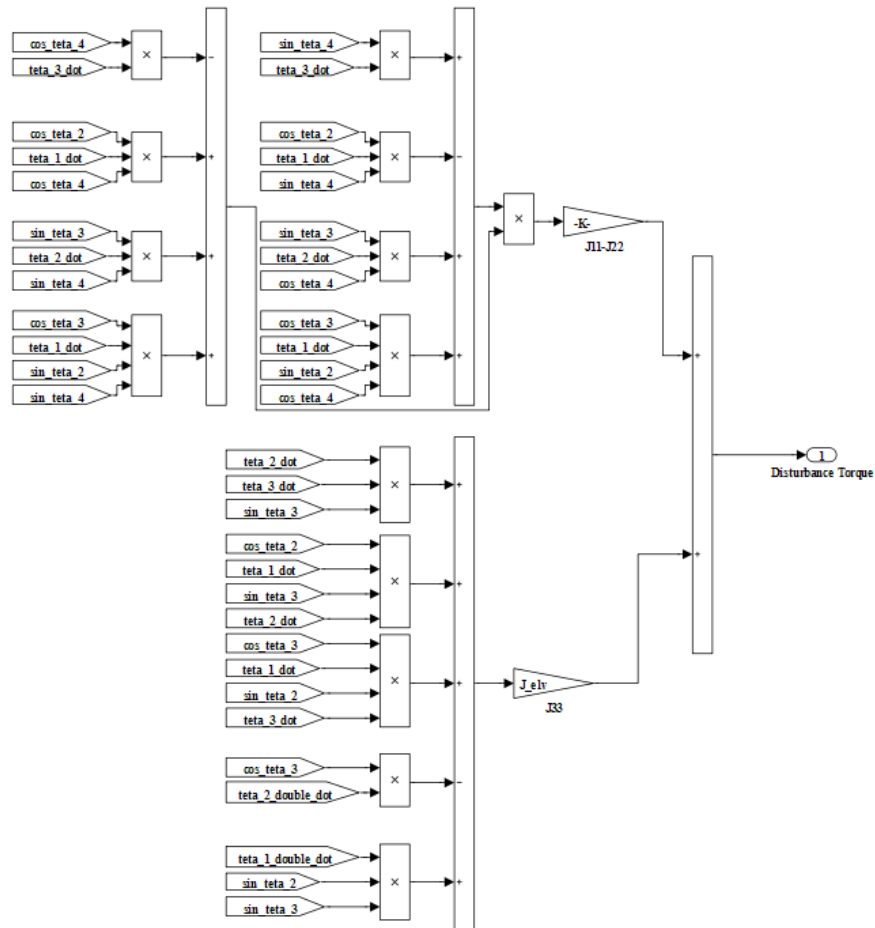 cos_teta_4
teta_3_dot
×
−
cos_teta_2
teta_1_dot
cos_teta_4
×
+
sin_teta_3
teta_2_dot
sin_teta_4
×
+
cos_teta_3
teta_1_dot
sin_teta_2
sin_teta_4
×
+
sin_teta_4
teta_3_dot
×
+
cos_teta_2
teta_1_dot
sin_teta_4
×
−
sin_teta_3
teta_2_dot
cos_teta_4
×
+
cos_teta_3
teta_1_dot
sin_teta_2
cos_teta_4
×
+
×
-K-
J11-J22
teta_2_dot
teta_3_dot
sin_teta_3
×
+
cos_teta_2
teta_1_dot
sin_teta_3
teta_2_dot
×
+
cos_teta_3
teta_1_dot
sin_teta_2
teta_3_dot
×
+
cos_teta_3
teta_2_double_dot
×
−
teta_1_double_dot
sin_teta_2
sin_teta_3
×
+
J_elv
J33
+
+
1
Disturbance Torque